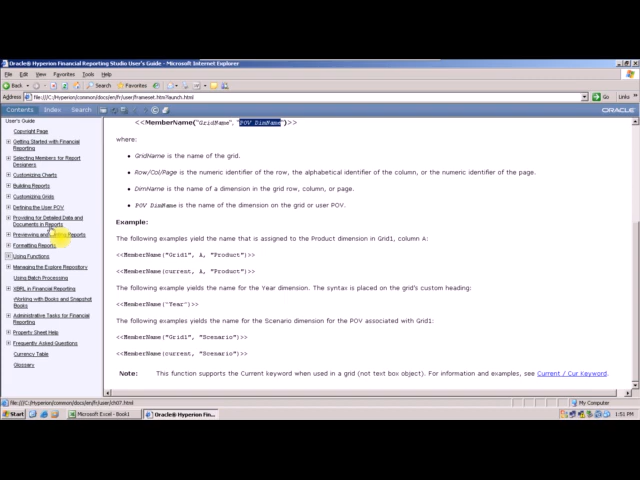 Oracle® Hyperion Financial Reporting Studio User's Guide - Microsoft Internet Explorer
File Edit View Favorites Tools Help
Back Search Favorites
Address file:///C:/Hyperion/common/docs/en/fr/user/frameset.htm?launch.html Go Links »
Contents Index Search ORACLE
User's Guide
Copyright Page
Getting Started with Financial
Reporting
Selecting Members for Report
Designers
Customizing Charts
Building Reports
Customizing Grids
Defining the User POV
Providing for Detailed Data and
Documents in Reports
Previewing and Printing Reports
Formatting Reports
Using Functions
Managing the Explore Repository
Using Batch Processing
XBRL in Financial Reporting
Working with Books and Snapshot
Books
Administrative Tasks for Financial
Reporting
Property Sheet Help
Frequently Asked Questions
Currency Table
Glossary
<<MemberName("GridName", "POV DimName")>>
where:
• GridName is the name of the grid.
• Row/Col/Page is the numeric identifier of the row, the alphabetical identifier of the column, or the numeric identifier of the page.
• DimName is the name of a dimension in the grid row, column, or page.
• POV DimName is the name of the dimension on the grid or user POV.
Example:
The following examples yield the name that is assigned to the Product dimension in Grid1, column A:
<<MemberName("Grid1", A, "Product")>>
<<MemberName(current, A, "Product")>>
The following example yields the name for the Year dimension. The syntax is placed on the grid's custom heading:
<<MemberName("Year")>>
The following examples yields the name for the Scenario dimension for the POV associated with Grid1:
<<MemberName("Grid1", "Scenario")>>
<<MemberName(current, "Scenario")>>
Note: This function supports the Current keyword when used in a grid (not text box object). For information and examples, see Current / Cur Keyword.
file:///C:/Hyperion/common/docs/en/fr/user/ch07.html My Computer
Start Microsoft Excel - Book1 Oracle® Hyperion Fin... 1:51 PM